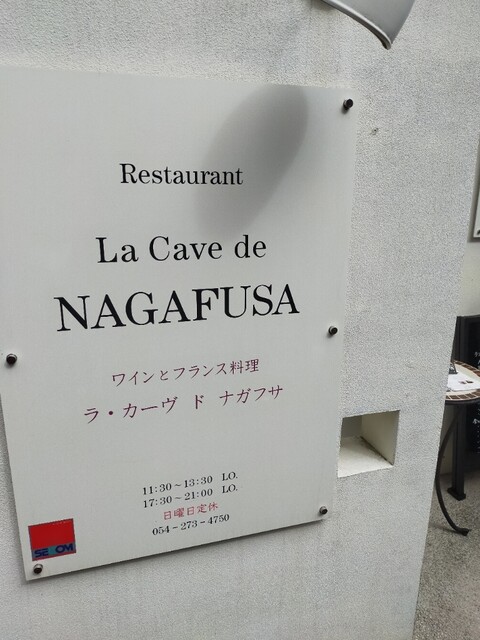 Restaurant
La Cave de
NAGAFUSA
ワインとフランス料理
ラ・カーヴ ド ナガフサ
11:30～13:30 LO.
17:30～21:00 LO.
日曜日定休
054-273-4750